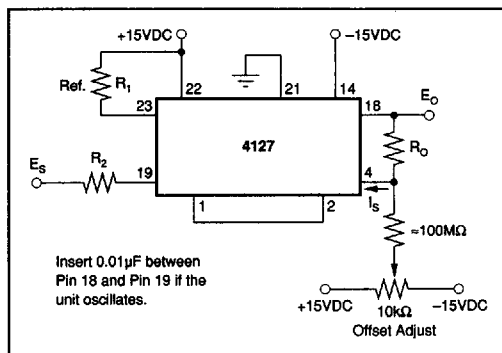 +15VDC
–15VDC
Ref.
R1
22
21
14
23
18
EO
4127
RO
ES
R2
19
4
IS
1
2
≈100MΩ
Insert 0.01µF between
Pin 18 and Pin 19 if the
unit oscillates.
+15VDC
–15VDC
10kΩ
Offset Adjust